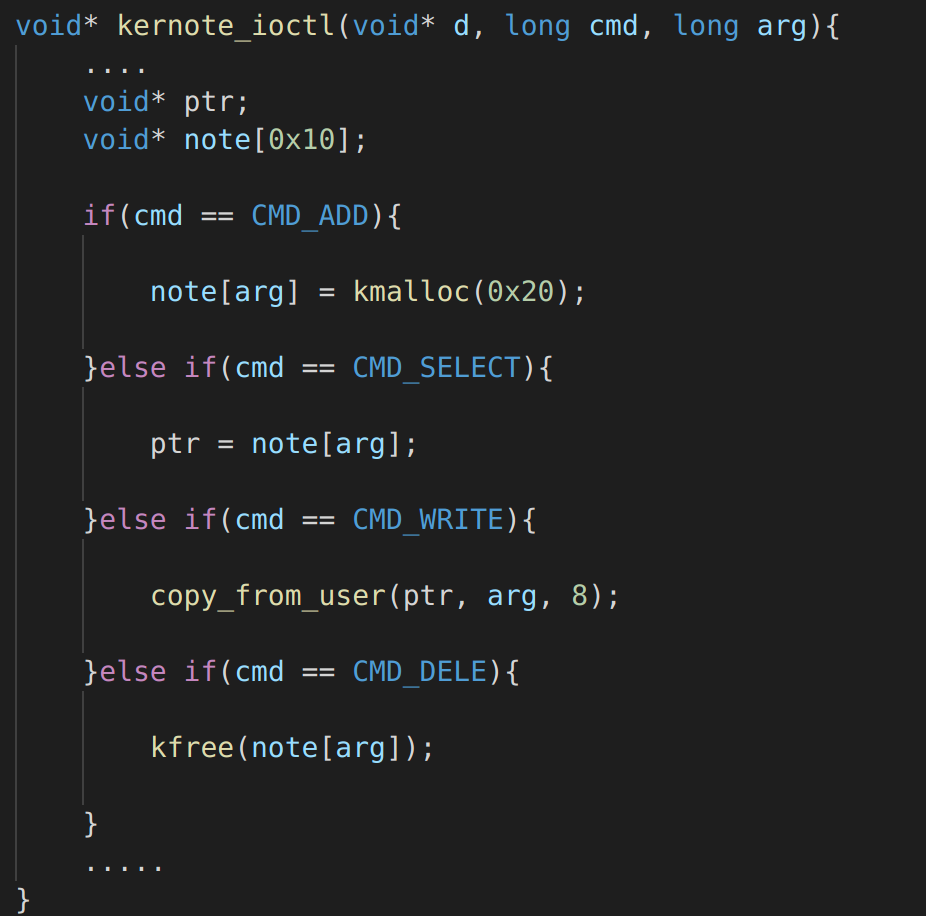 void* kernote_ioctl(void* d, long cmd, long arg){
....
void* ptr;
void* note[0x10];
if(cmd == CMD_ADD){
note[arg] = kmalloc(0x20);
}else if(cmd == CMD_SELECT){
ptr = note[arg];
}else if(cmd == CMD_WRITE){
copy_from_user(ptr, arg, 8);
}else if(cmd == CMD_DELE){
kfree(note[arg]);
}
.....
}